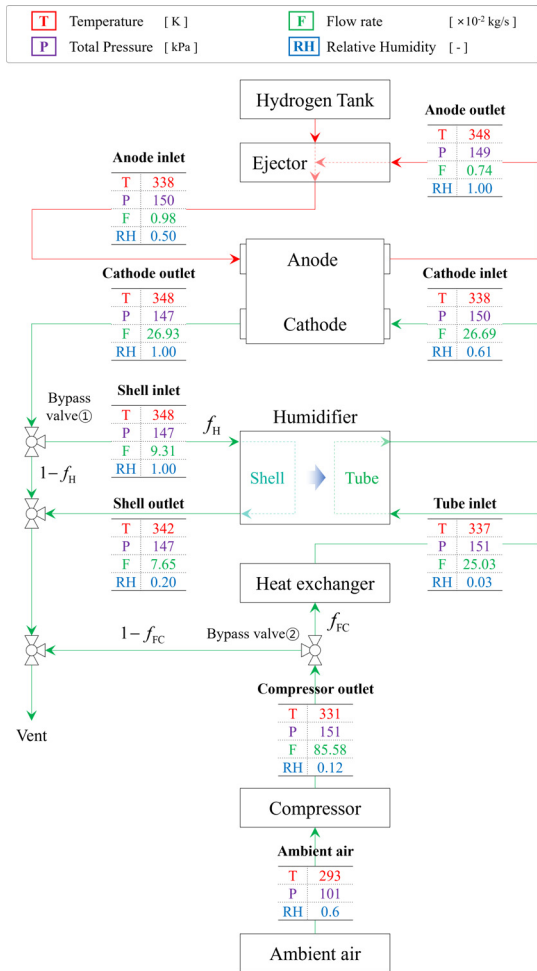 T Temperature [ K ] F Flow rate [ ×10⁻² kg/s ]
P Total Pressure [ kPa ] RH Relative Humidity [ - ]
Hydrogen Tank
Anode outlet
T 348
P 149
F 0.74
RH 1.00
Ejector
Anode inlet
T 338
P 150
F 0.98
RH 0.50
Anode
Cathode
Cathode outlet
T 348
P 147
F 26.93
RH 1.00
Cathode inlet
T 338
P 150
F 26.69
RH 0.61
Bypass
valve①
Shell inlet
T 348
P 147
F 9.31
RH 1.00
f_H
1−f_H
Humidifier
Shell
Tube
Shell outlet
T 342
P 147
F 7.65
RH 0.20
Tube inlet
T 337
P 151
F 25.03
RH 0.03
Heat exchanger
f_FC
1−f_FC
Bypass valve②
Vent
Compressor outlet
T 331
P 151
F 85.58
RH 0.12
Compressor
Ambient air
T 293
P 101
RH 0.6
Ambient air